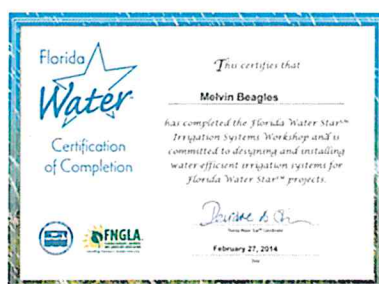 Florida
Water
Certification
of Completion
This certifies that
Melvin Beagles
has completed the Florida Water Star℠
Irrigation Systems Workshop and is
committed to designing and installing
water-efficient irrigation systems for
Florida Water Star℠ projects.
FNGLA
February 27, 2014
Date